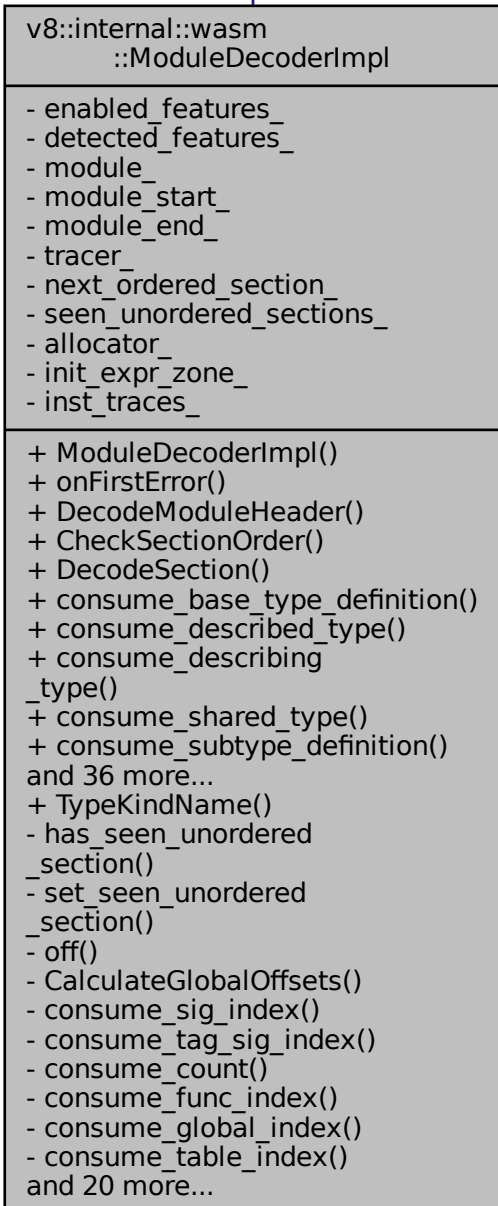 v8::internal::wasm
::ModuleDecoderImpl
- enabled_features_
- detected_features_
- module_
- module_start_
- module_end_
- tracer_
- next_ordered_section_
- seen_unordered_sections_
- allocator_
- init_expr_zone_
- inst_traces_
+ ModuleDecoderImpl()
+ onFirstError()
+ DecodeModuleHeader()
+ CheckSectionOrder()
+ DecodeSection()
+ consume_base_type_definition()
+ consume_described_type()
+ consume_describing
_type()
+ consume_shared_type()
+ consume_subtype_definition()
and 36 more...
+ TypeKindName()
- has_seen_unordered
_section()
- set_seen_unordered
_section()
- off()
- CalculateGlobalOffsets()
- consume_sig_index()
- consume_tag_sig_index()
- consume_count()
- consume_func_index()
- consume_global_index()
- consume_table_index()
and 20 more...